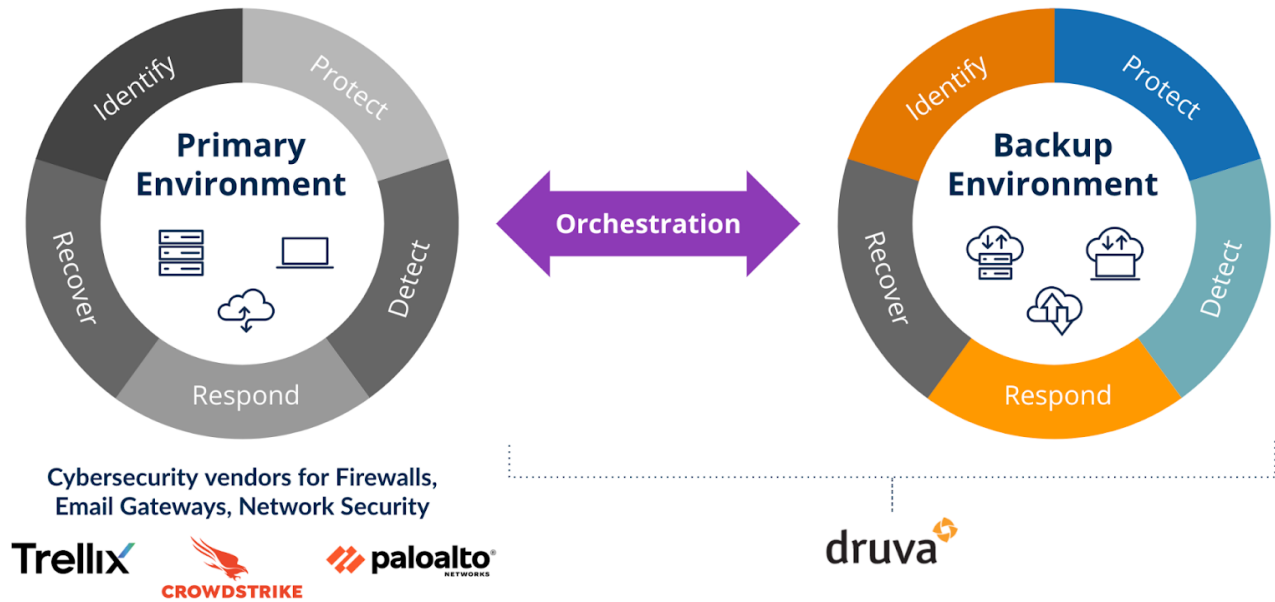 Identify
Protect
Detect
Respond
Recover
Primary
Environment
Orchestration
Identify
Protect
Detect
Respond
Recover
Backup
Environment
Cybersecurity vendors for Firewalls,
Email Gateways, Network Security
Trellix
CROWDSTRIKE
paloalto®
NETWORKS
druva